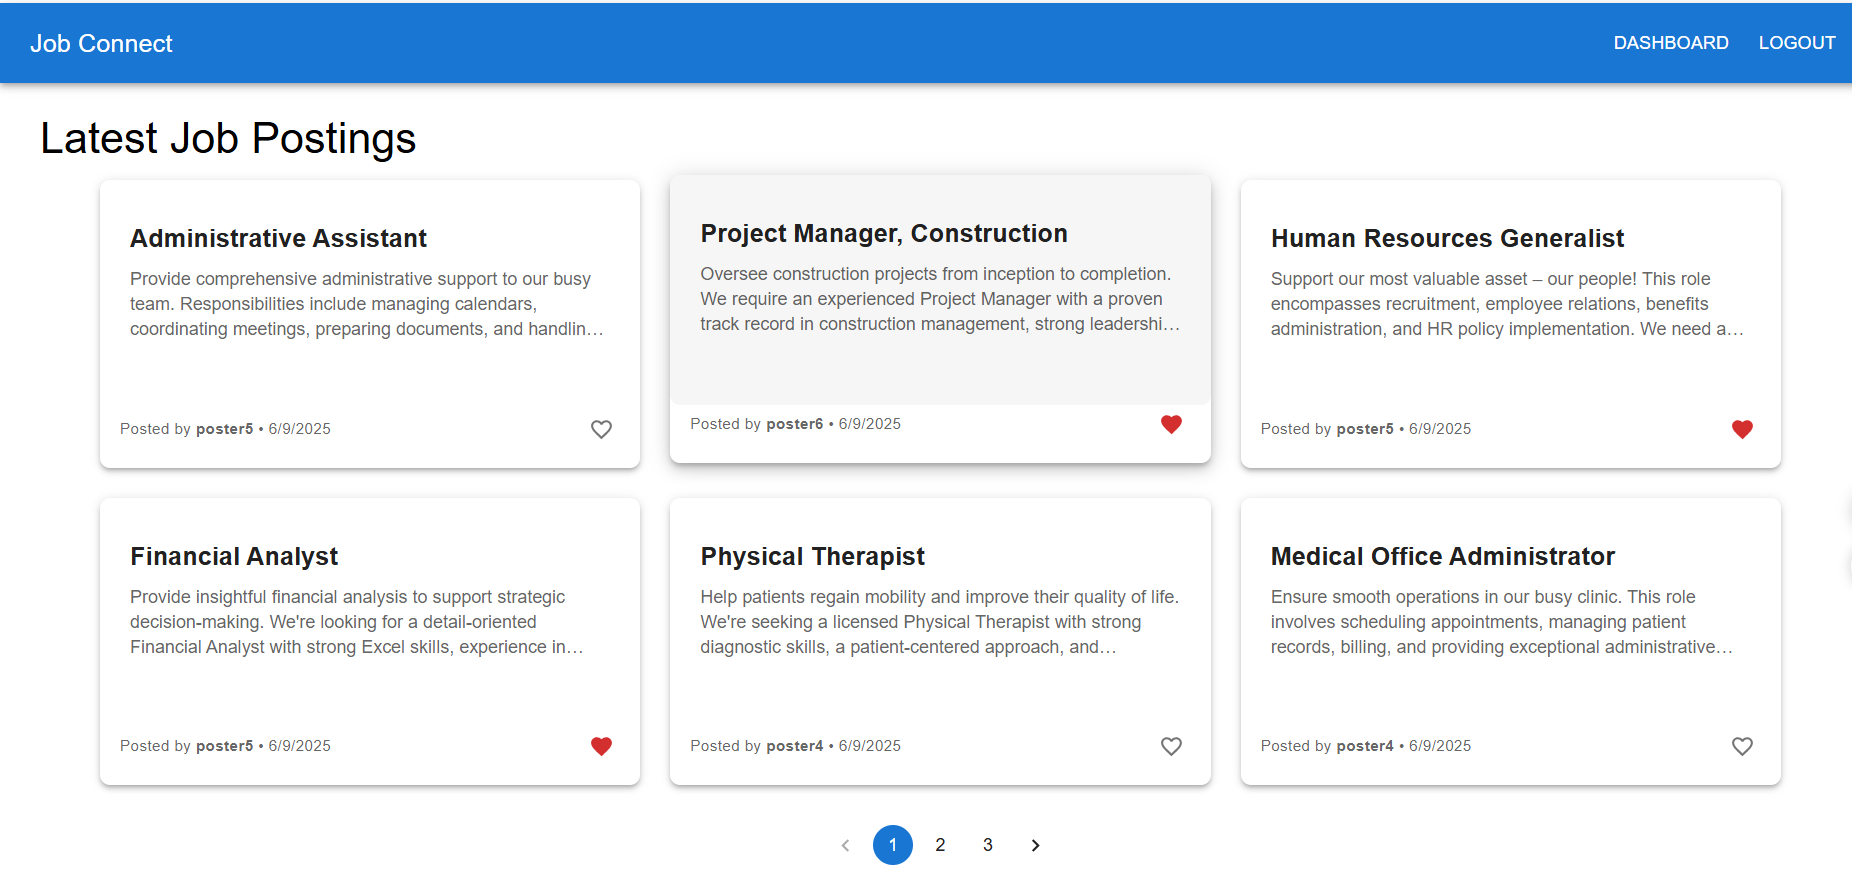 Job Connect
DASHBOARD
LOGOUT
Latest Job Postings
Administrative Assistant
Provide comprehensive administrative support to our busy
team. Responsibilities include managing calendars,
coordinating meetings, preparing documents, and handlin…
Posted by poster5 • 6/9/2025
Project Manager, Construction
Oversee construction projects from inception to completion.
We require an experienced Project Manager with a proven
track record in construction management, strong leadershi…
Posted by poster6 • 6/9/2025
Human Resources Generalist
Support our most valuable asset – our people! This role
encompasses recruitment, employee relations, benefits
administration, and HR policy implementation. We need a…
Posted by poster5 • 6/9/2025
Financial Analyst
Provide insightful financial analysis to support strategic
decision-making. We're looking for a detail-oriented
Financial Analyst with strong Excel skills, experience in…
Posted by poster5 • 6/9/2025
Physical Therapist
Help patients regain mobility and improve their quality of life.
We're seeking a licensed Physical Therapist with strong
diagnostic skills, a patient-centered approach, and…
Posted by poster4 • 6/9/2025
Medical Office Administrator
Ensure smooth operations in our busy clinic. This role
involves scheduling appointments, managing patient
records, billing, and providing exceptional administrative…
Posted by poster4 • 6/9/2025
1 2 3